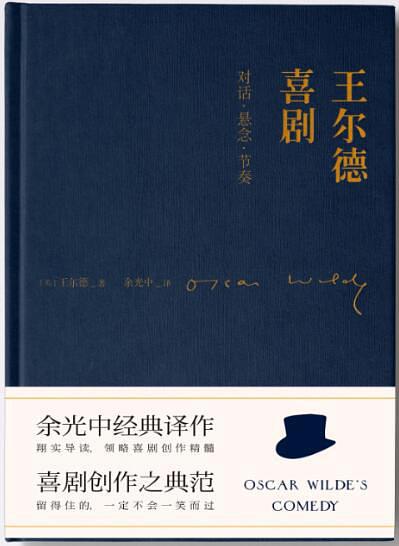 王尔德
喜剧
对话·悬念·节奏
[英]王尔德_著
余光中_译
Oscar Wilde
余光中经典译作
翔实导读，领略喜剧创作精髓
喜剧创作之典范
留得住的，一定不会一笑而过
OSCAR WILDE'S
COMEDY